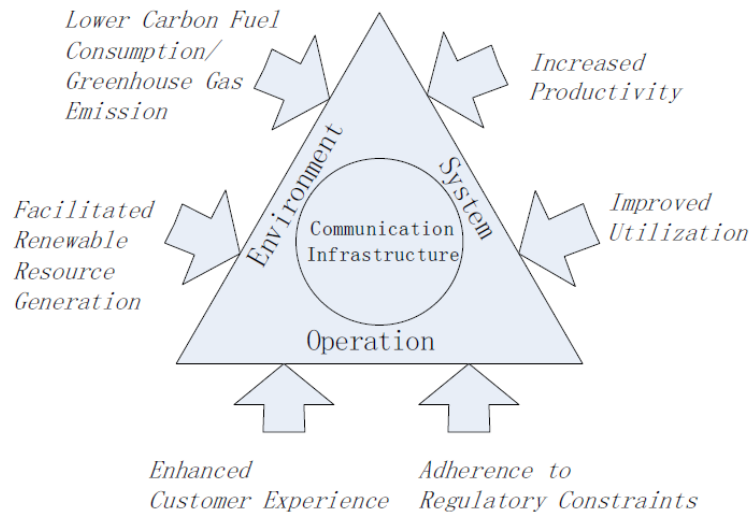 Lower Carbon Fuel
Consumption/
Greenhouse Gas
Emission
Increased
Productivity
Environment
System
Facilitated
Renewable
Resource
Generation
Communication
Infrastructure
Improved
Utilization
Operation
Enhanced
Customer Experience
Adherence to
Regulatory Constraints